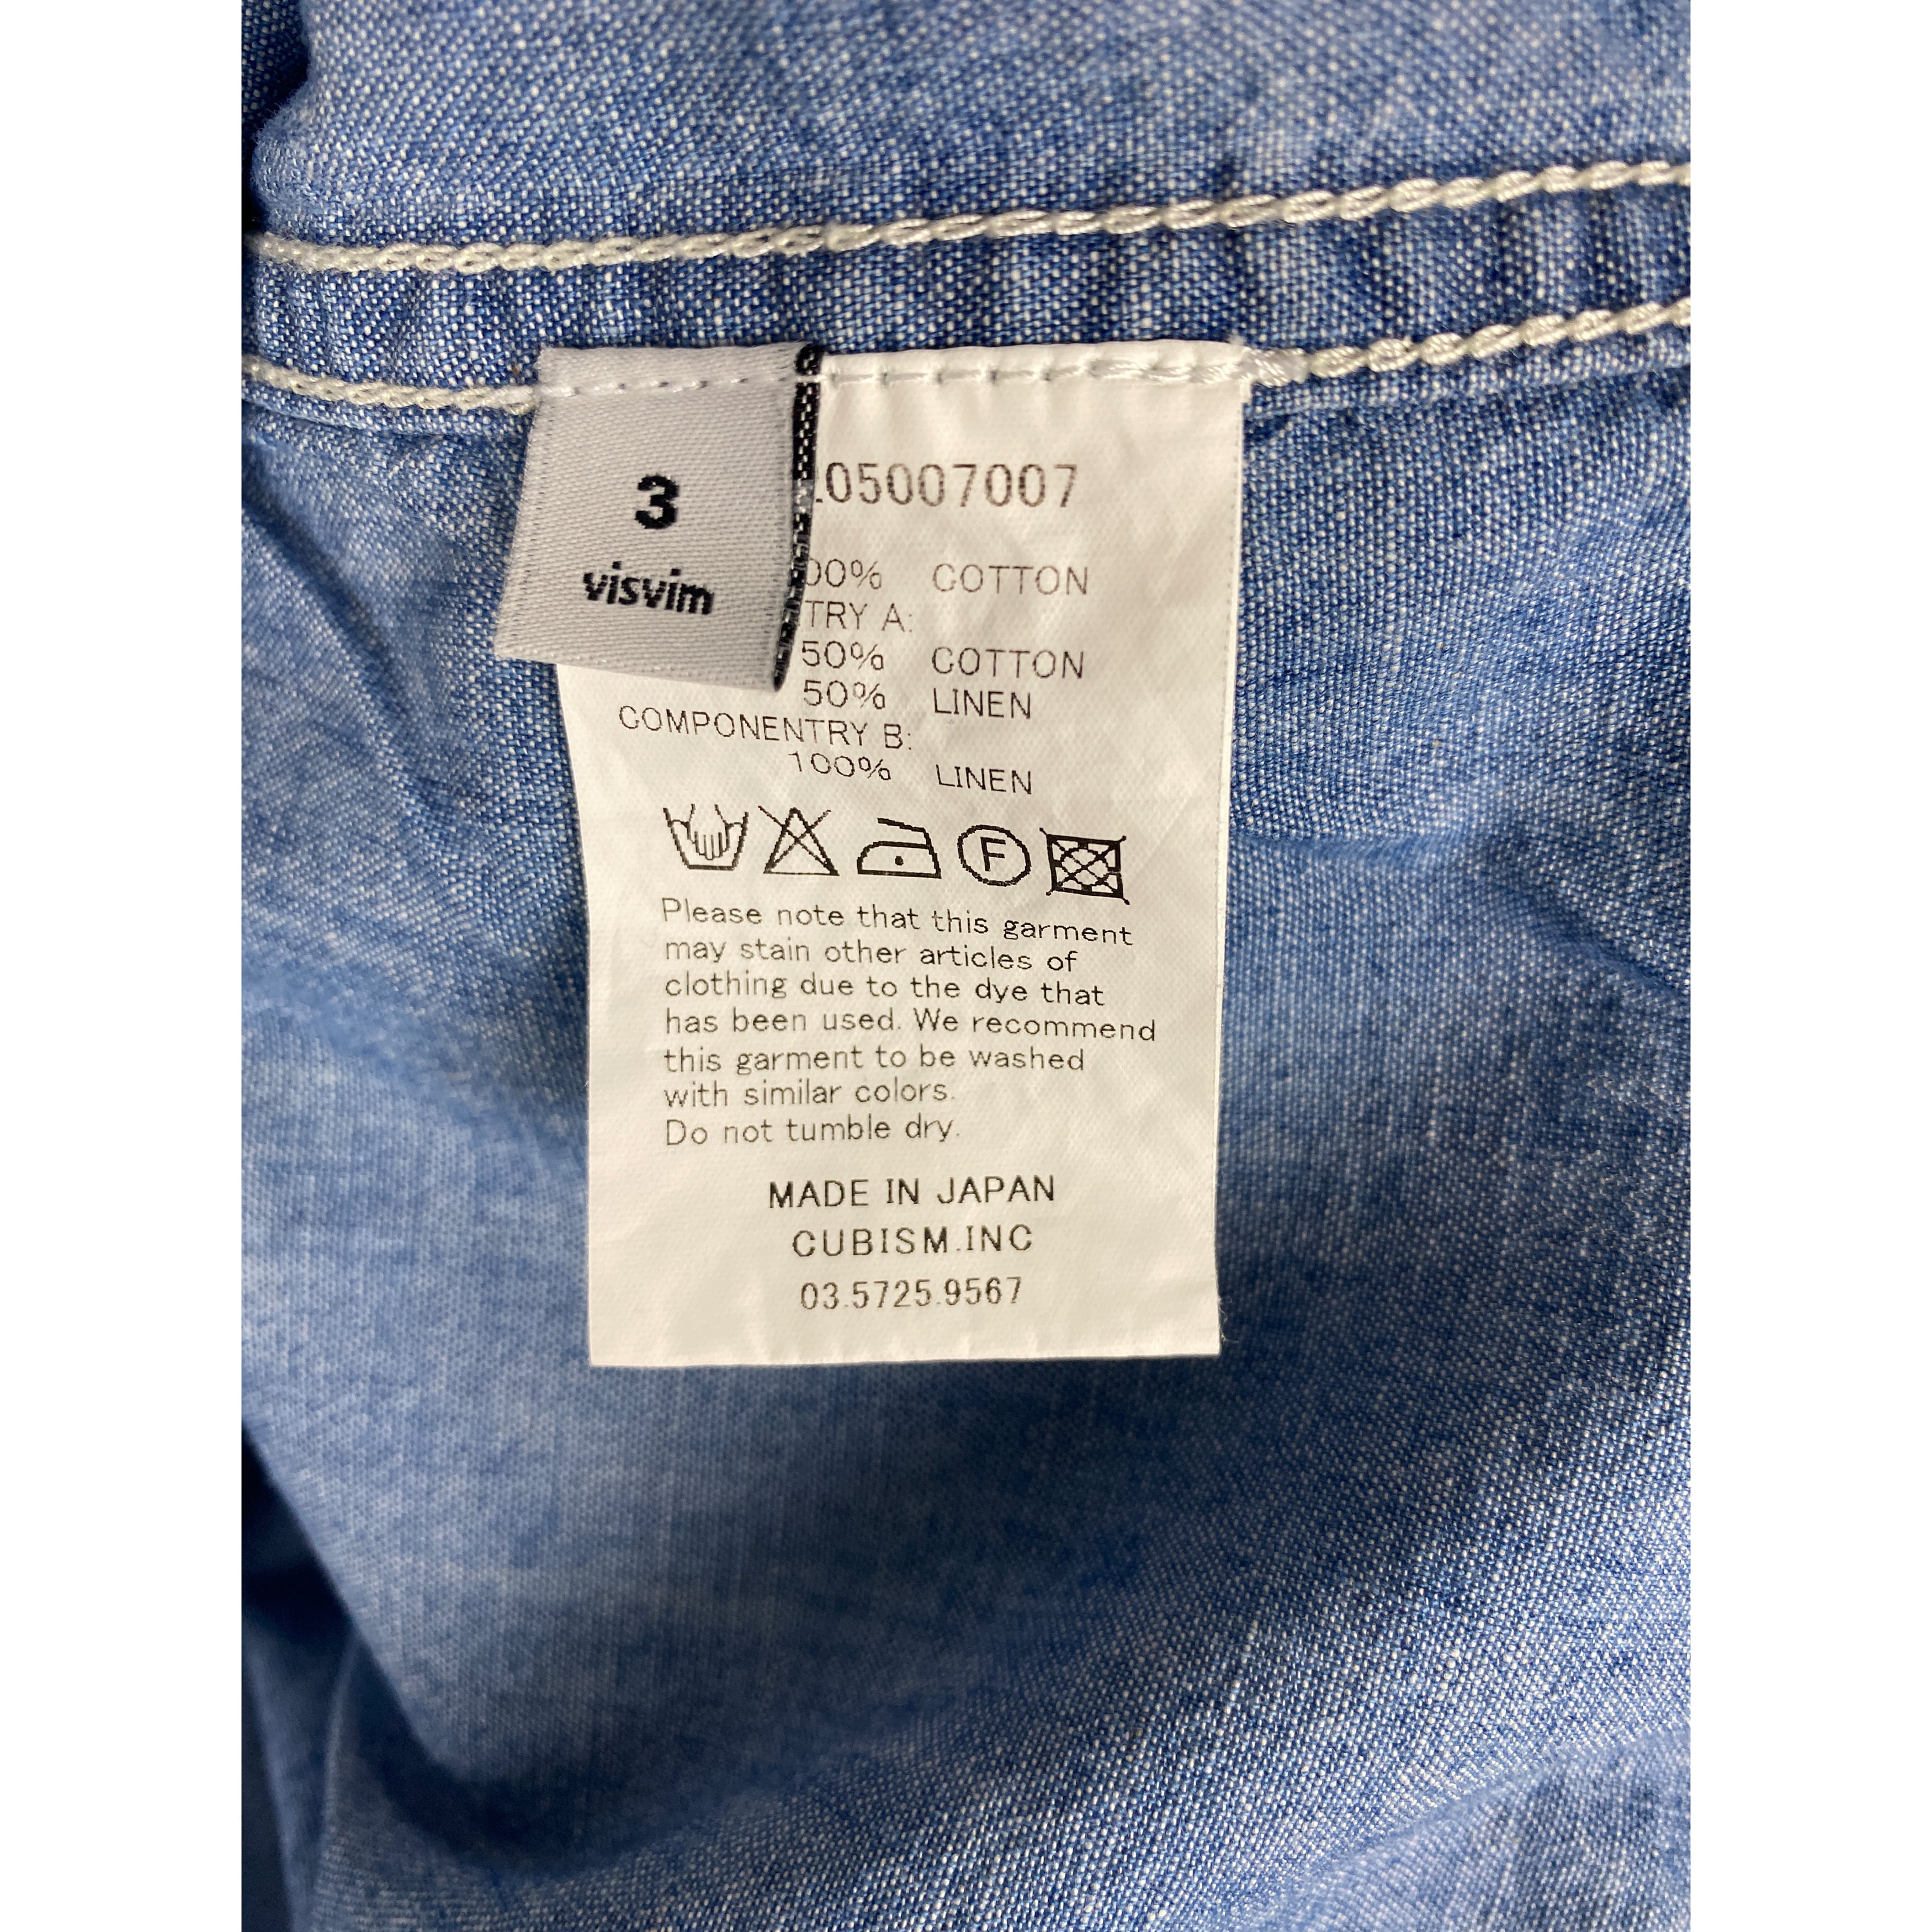 3
visvim
05007007
00% COTTON
TRY A:
50% COTTON
50% LINEN
COMPONENTRY B:
100% LINEN
F
Please note that this garment
may stain other articles of
clothing due to the dye that
has been used. We recommend
this garment to be washed
with similar colors.
Do not tumble dry.
MADE IN JAPAN
CUBISM.INC
03.5725.9567